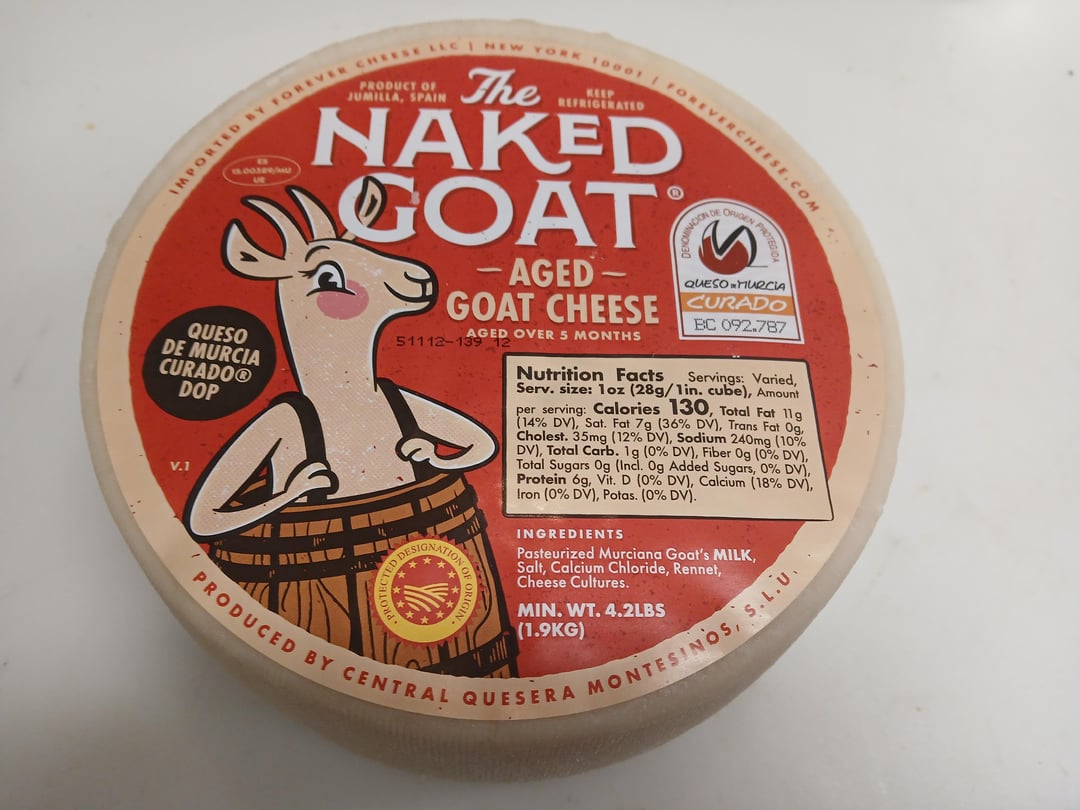 IMPORTED BY FOREVER CHEESE LLC | NEW YORK 10001 | FOREVERCHEESE.COM
PRODUCT OF
JUMILLA, SPAIN
KEEP
REFRIGERATED
The
NAKED
GOAT®
ES
15.00389/MU
UE
AGED
GOAT CHEESE
AGED OVER 5 MONTHS
51112-139 12
DENOMINACIÓN DE ORIGEN PROTEGIDA
QUESO DE MURCIA
CURADO
BC 092.787
QUESO
DE MURCIA
CURADO®
DOP
V.1
Nutrition Facts Servings: Varied,
Serv. size: 1oz (28g/1in. cube), Amount
per serving: Calories 130, Total Fat 11g
(14% DV), Sat. Fat 7g (36% DV), Trans Fat 0g,
Cholest. 35mg (12% DV), Sodium 240mg (10%
DV), Total Carb. 1g (0% DV), Fiber 0g (0% DV),
Total Sugars 0g (Incl. 0g Added Sugars, 0% DV),
Protein 6g, Vit. D (0% DV), Calcium (18% DV),
Iron (0% DV), Potas. (0% DV).
INGREDIENTS
Pasteurized Murciana Goat's MILK,
Salt, Calcium Chloride, Rennet,
Cheese Cultures.
MIN. WT. 4.2LBS
(1.9KG)
PROTECTED DESIGNATION OF ORIGIN
PRODUCED BY CENTRAL QUESERA MONTESINOS, S.L.U.